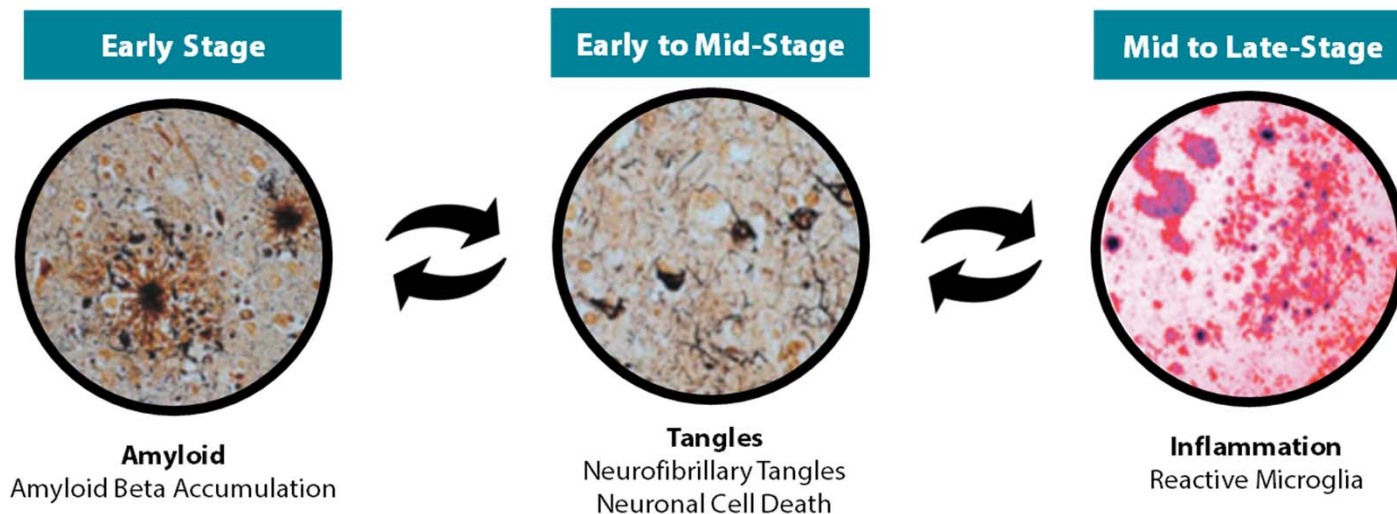 Early Stage
Early to Mid-Stage
Mid to Late-Stage
Amyloid
Amyloid Beta Accumulation
Tangles
Neurofibrillary Tangles
Neuronal Cell Death
Inflammation
Reactive Microglia